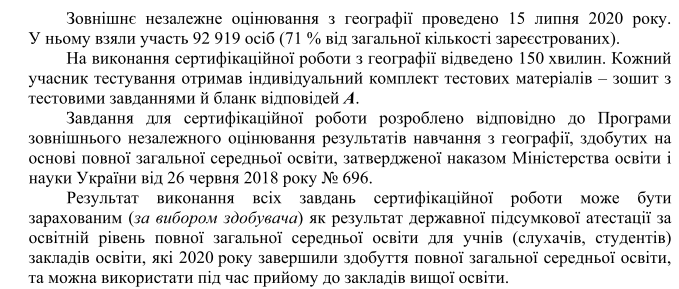 Зовнішнє незалежне оцінювання з географії проведено 15 липня 2020 року.
У ньому взяли участь 92 919 осіб (71 % від загальної кількості зареєстрованих).
На виконання сертифікаційної роботи з географії відведено 150 хвилин. Кожний
учасник тестування отримав індивідуальний комплект тестових матеріалів – зошит з
тестовими завданнями й бланк відповідей А.
Завдання для сертифікаційної роботи розроблено відповідно до Програми
зовнішнього незалежного оцінювання результатів навчання з географії, здобутих на
основі повної загальної середньої освіти, затвердженої наказом Міністерства освіти і
науки України від 26 червня 2018 року № 696.
Результат виконання всіх завдань сертифікаційної роботи може бути
зарахованим (за вибором здобувача) як результат державної підсумкової атестації за
освітній рівень повної загальної середньої освіти для учнів (слухачів, студентів)
закладів освіти, які 2020 року завершили здобуття повної загальної середньої освіти,
та можна використати під час прийому до закладів вищої освіти.